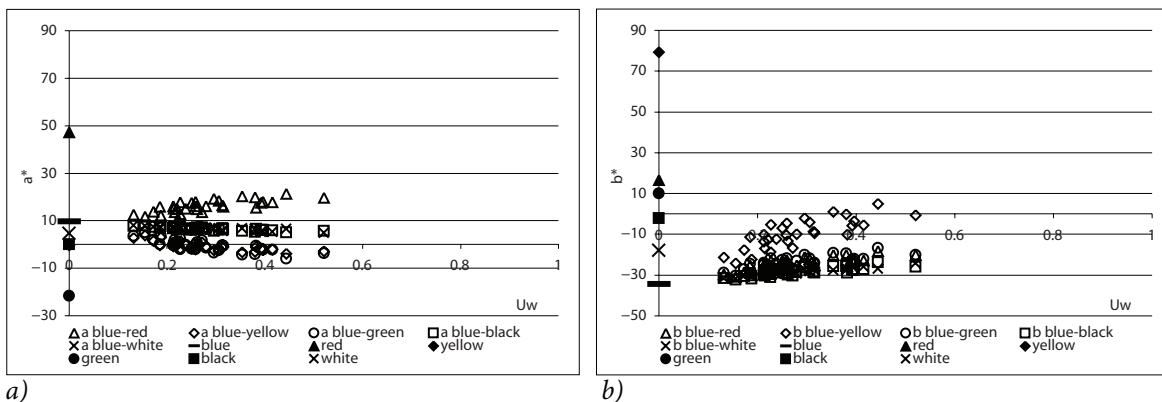 90
70
50
30
10
-10
-30
a*
0
0.2
0.4
0.6
0.8
1
Uw
a blue-red a blue-yellow a blue-green a blue-black
a blue-white blue red yellow
green black white
a)
90
70
50
30
10
-10
-30
-50
b*
0
0.2
0.4
0.6
0.8
1
Uw
b blue-red b blue-yellow b blue-green b blue-black
b blue-white blue red yellow
green black white
b)